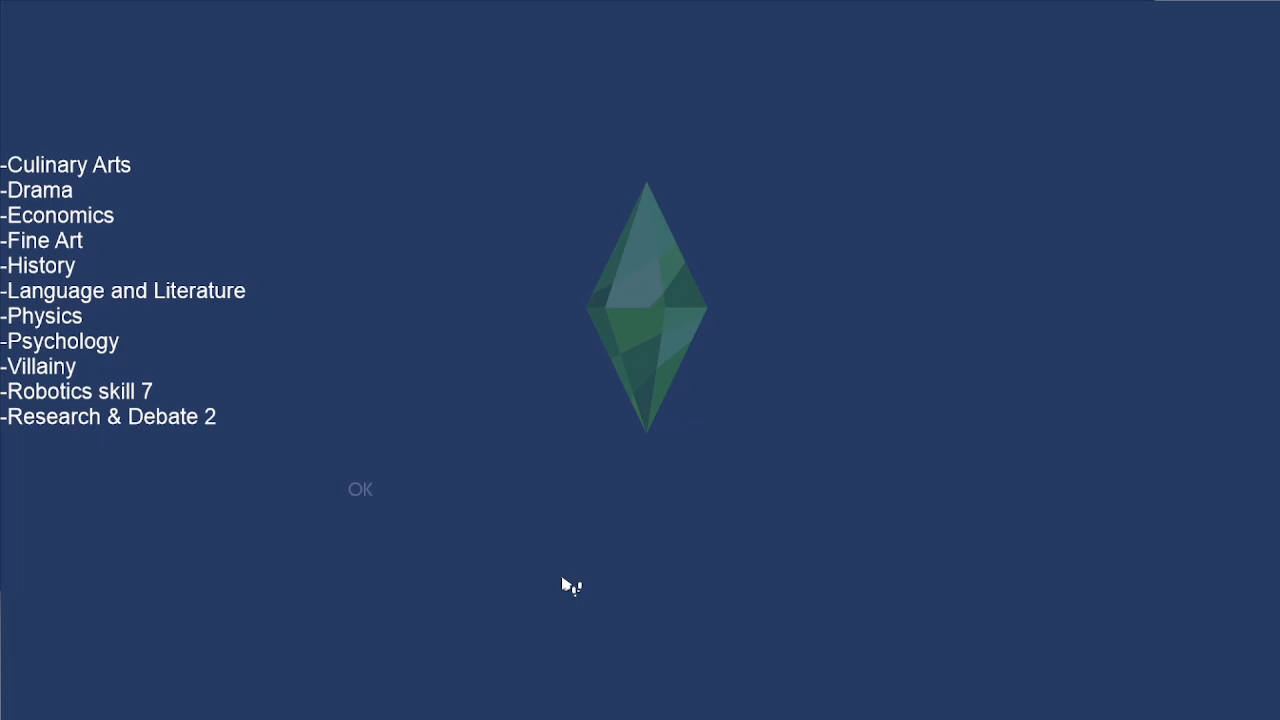 -Culinary Arts
-Drama
-Economics
-Fine Art
-History
-Language and Literature
-Physics
-Psychology
-Villainy
-Robotics skill 7
-Research & Debate 2
OK